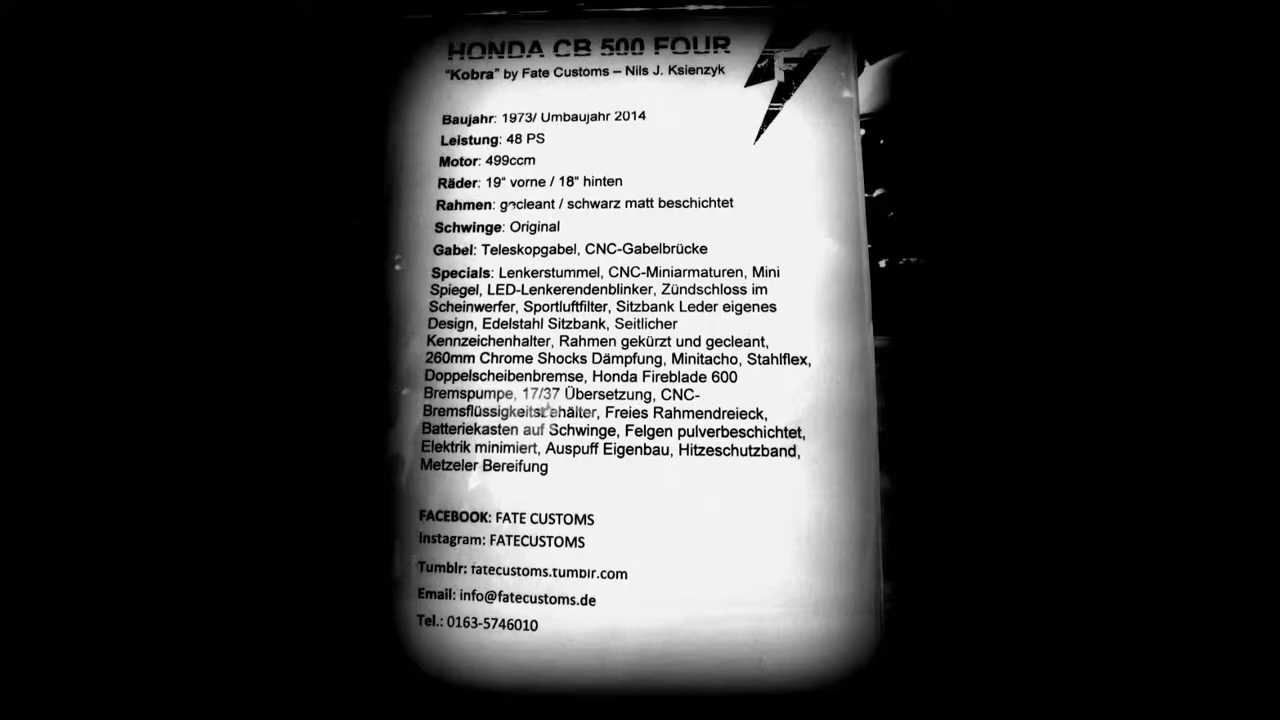 HONDA CB 500 FOUR
"Kobra" by Fate Customs – Nils J. Ksienzyk
Baujahr: 1973/ Umbaujahr 2014
Leistung: 48 PS
Motor: 499ccm
Räder: 19" vorne / 18" hinten
Rahmen: gecleant / schwarz matt beschichtet
Schwinge: Original
Gabel: Teleskopgabel, CNC-Gabelbrücke
Specials: Lenkerstummel, CNC-Miniarmaturen, Mini
Spiegel, LED-Lenkerendenblinker, Zündschloss im
Scheinwerfer, Sportluftfilter, Sitzbank Leder eigenes
Design, Edelstahl Sitzbank, Seitlicher
Kennzeichenhalter, Rahmen gekürzt und gecleant,
260mm Chrome Shocks Dämpfung, Minitacho, Stahlflex,
Doppelscheibenbremse, Honda Fireblade 600
Bremspumpe, 17/37 Übersetzung, CNC-
Bremsflüssigkeitsbehälter, Freies Rahmendreieck,
Batteriekasten auf Schwinge, Felgen pulverbeschichtet,
Elektrik minimiert, Auspuff Eigenbau, Hitzeschutzband,
Metzeler Bereifung
FACEBOOK: FATE CUSTOMS
Instagram: FATECUSTOMS
Tumblr: fatecustoms.tumblr.com
Email: info@fatecustoms.de
Tel.: 0163-5746010